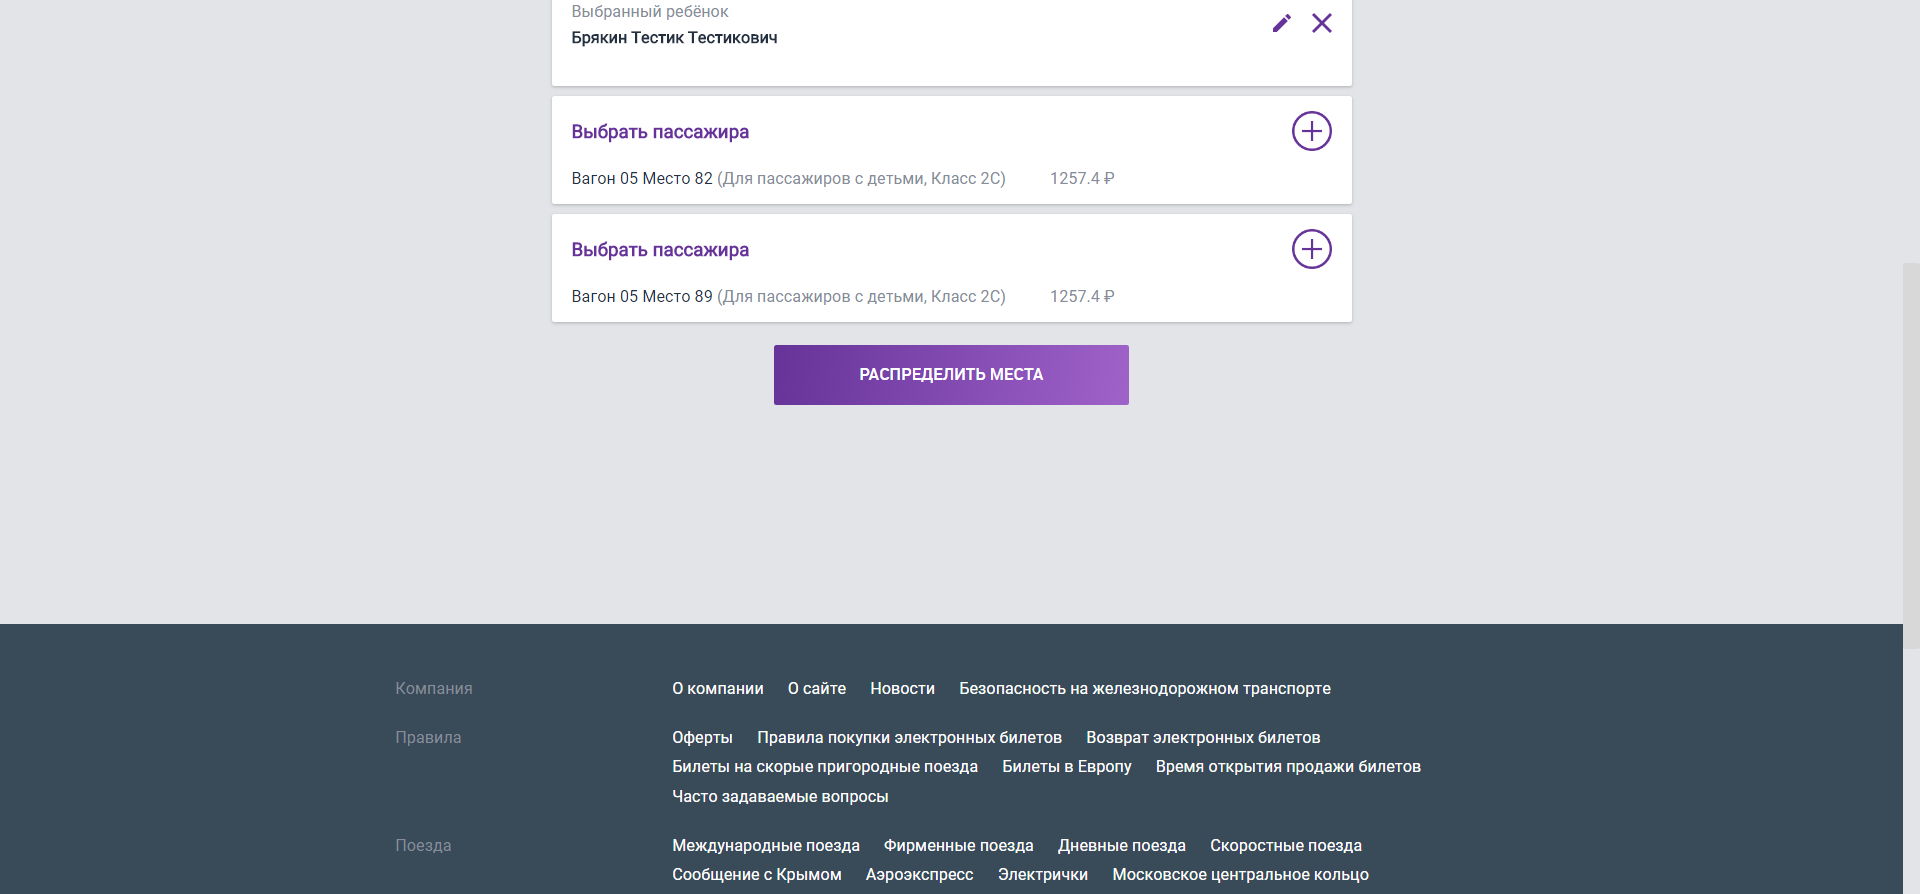 Выбранный ребёнок
Брякин Тестик Тестикович
Выбрать пассажира
Вагон 05 Место 82 (Для пассажиров с детьми, Класс 2С) 1257.4 ₽
Выбрать пассажира
Вагон 05 Место 89 (Для пассажиров с детьми, Класс 2С) 1257.4 ₽
РАСПРЕДЕЛИТЬ МЕСТА
Компания О компании О сайте Новости Безопасность на железнодорожном транспорте
Правила Оферты Правила покупки электронных билетов Возврат электронных билетов
Билеты на скорые пригородные поезда Билеты в Европу Время открытия продажи билетов
Часто задаваемые вопросы
Поезда Международные поезда Фирменные поезда Дневные поезда Скоростные поезда
Сообщение с Крымом Аэроэкспресс Электрички Московское центральное кольцо